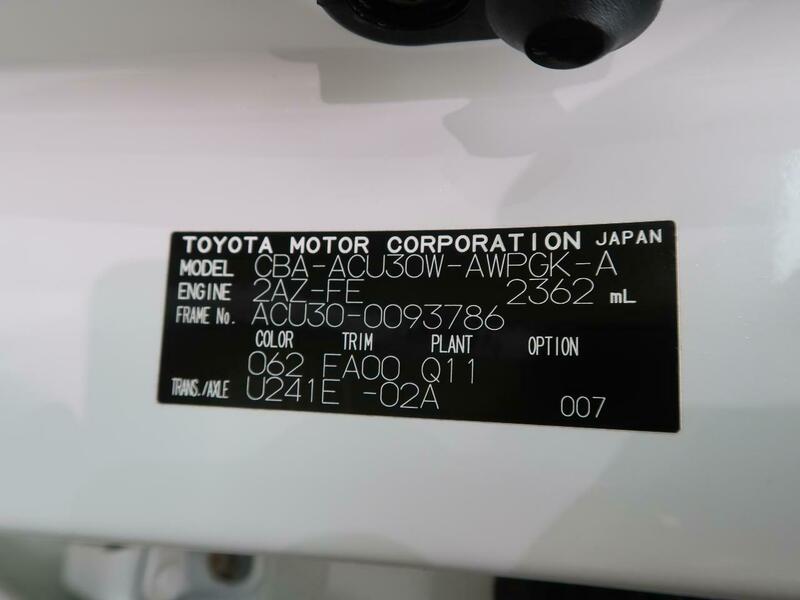 TOYOTA MOTOR CORPORATION JAPAN
MODEL CBA-ACU30W-AWPGK-A
ENGINE 2AZ-FE 2362 mL
FRAME No. ACU30-0093786
COLOR TRIM PLANT OPTION
062 FA00 Q11
TRANS./AXLE U241E -02A 007